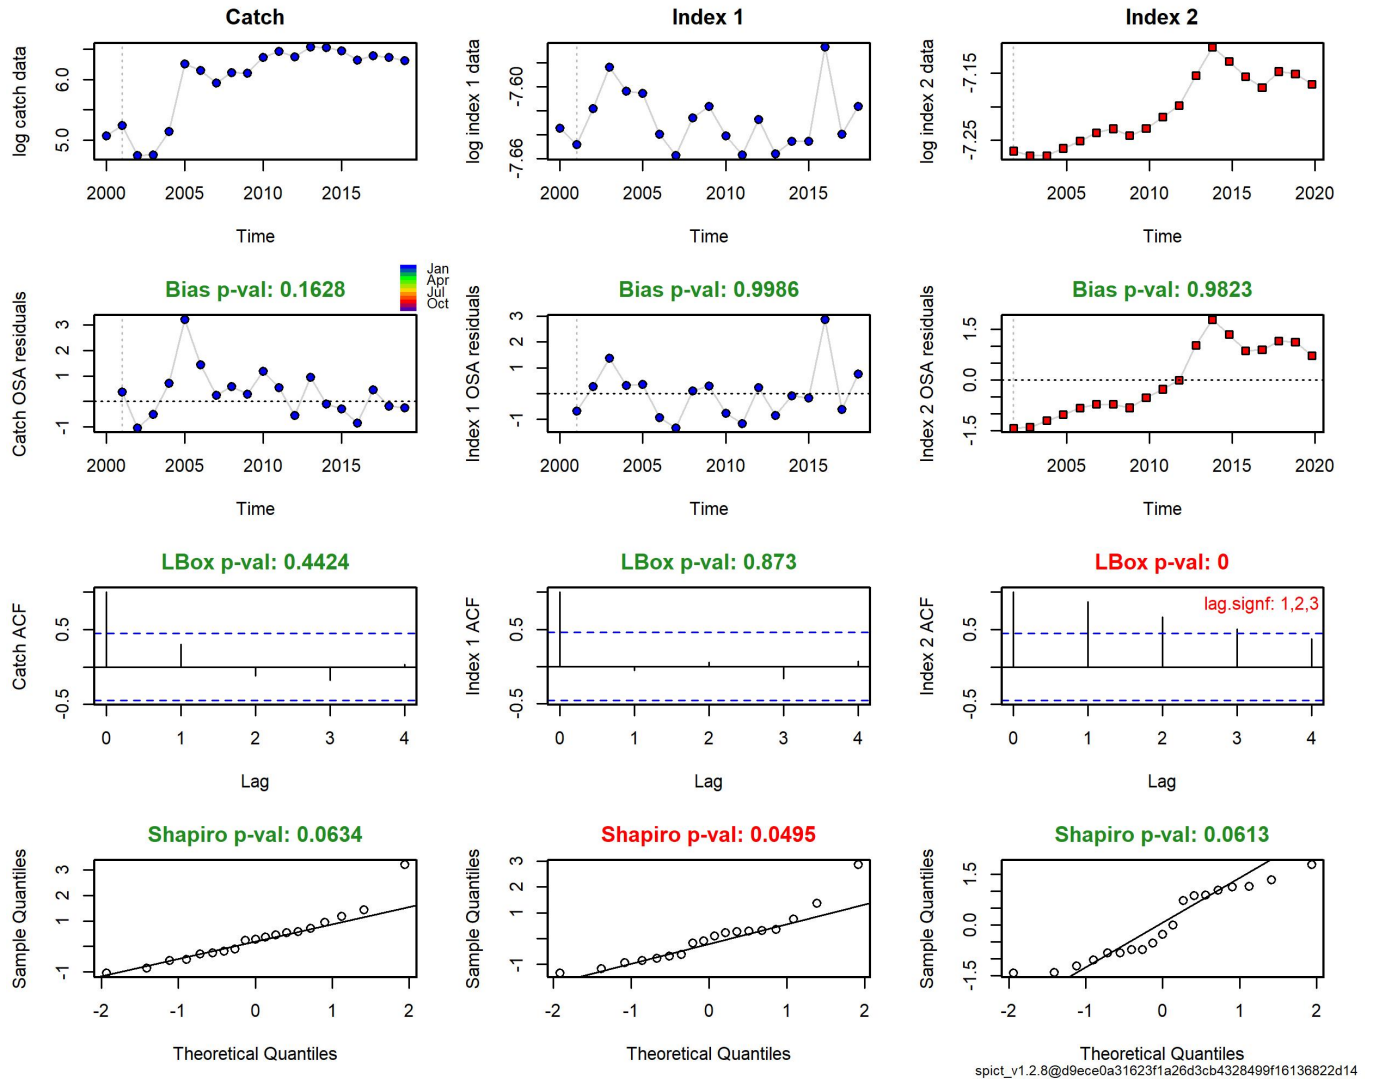 Catch
Index 1
Index 2
log catch data
5.0
6.0
2000
2005
2010
2015
Time
log index 1 data
-7.66
-7.60
2000
2005
2010
2015
Time
log index 2 data
-7.25
-7.15
2005
2010
2015
2020
Time
Jan
Apr
Jul
Oct
Bias p-val: 0.1628
Catch OSA residuals
-1
1
2
3
2000
2005
2010
2015
Time
Bias p-val: 0.9986
Index 1 OSA residuals
-1
1
3
2000
2005
2010
2015
Time
Bias p-val: 0.9823
Index 2 OSA residuals
-1.5
0.0
1.5
2005
2010
2015
2020
Time
LBox p-val: 0.4424
Catch ACF
-0.5
0.5
0
1
2
3
4
Lag
LBox p-val: 0.873
Index 1 ACF
-0.5
0.5
0
1
2
3
4
Lag
LBox p-val: 0
lag.signf: 1,2,3
Index 2 ACF
-0.5
0.5
0
1
2
3
4
Lag
Shapiro p-val: 0.0634
Sample Quantiles
-1
1
2
3
-2
-1
0
1
2
Theoretical Quantiles
Shapiro p-val: 0.0495
Sample Quantiles
-1
1
3
-2
-1
0
1
2
Theoretical Quantiles
Shapiro p-val: 0.0613
Sample Quantiles
-1.5
0.0
1.5
-2
-1
0
1
2
Theoretical Quantiles
spict_v1.2.8@d9ece0a31623f1a26d3cb4328499f16136822d14